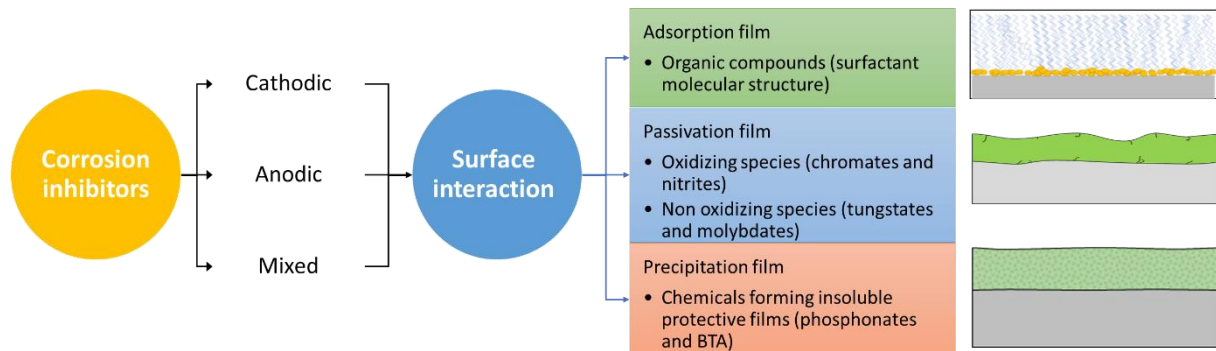 Corrosion
inhibitors
Cathodic
Anodic
Mixed
Surface
interaction
Adsorption film
• Organic compounds (surfactant
molecular structure)
Passivation film
• Oxidizing species (chromates and
nitrites)
• Non oxidizing species (tungstates
and molybdates)
Precipitation film
• Chemicals forming insoluble
protective films (phosphonates
and BTA)